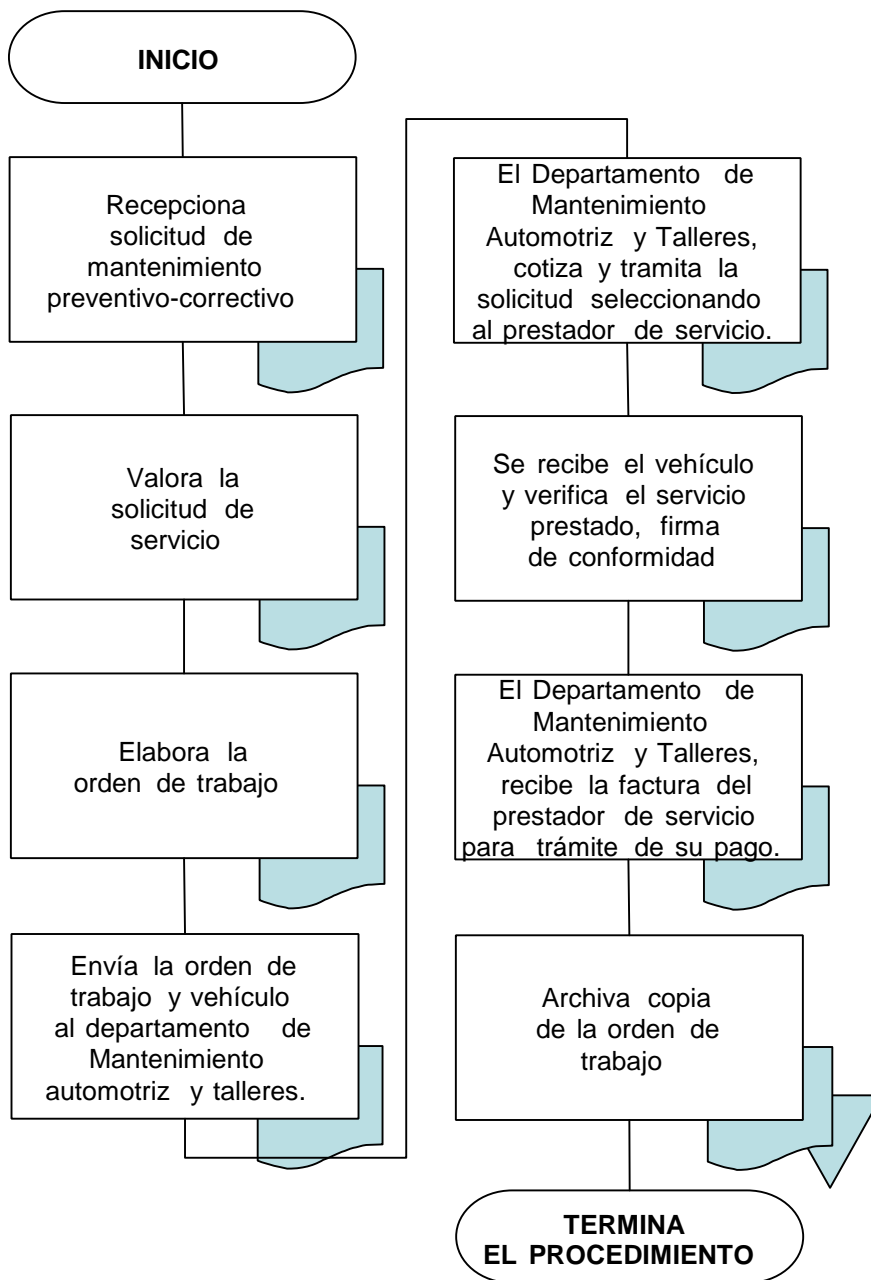 INICIO
Recepciona
solicitud de
mantenimiento
preventivo-correctivo
Valora la
solicitud de
servicio
Elabora la
orden de trabajo
Envía la orden de
trabajo y vehículo
al departamento de
Mantenimiento
automotriz y talleres.
El Departamento de
Mantenimiento
Automotriz y Talleres,
cotiza y tramita la
solicitud seleccionando
al prestador de servicio.
Se recibe el vehículo
y verifica el servicio
prestado, firma
de conformidad
El Departamento de
Mantenimiento
Automotriz y Talleres,
recibe la factura del
prestador de servicio
para trámite de su pago.
Archiva copia
de la orden de
trabajo
TERMINA
EL PROCEDIMIENTO